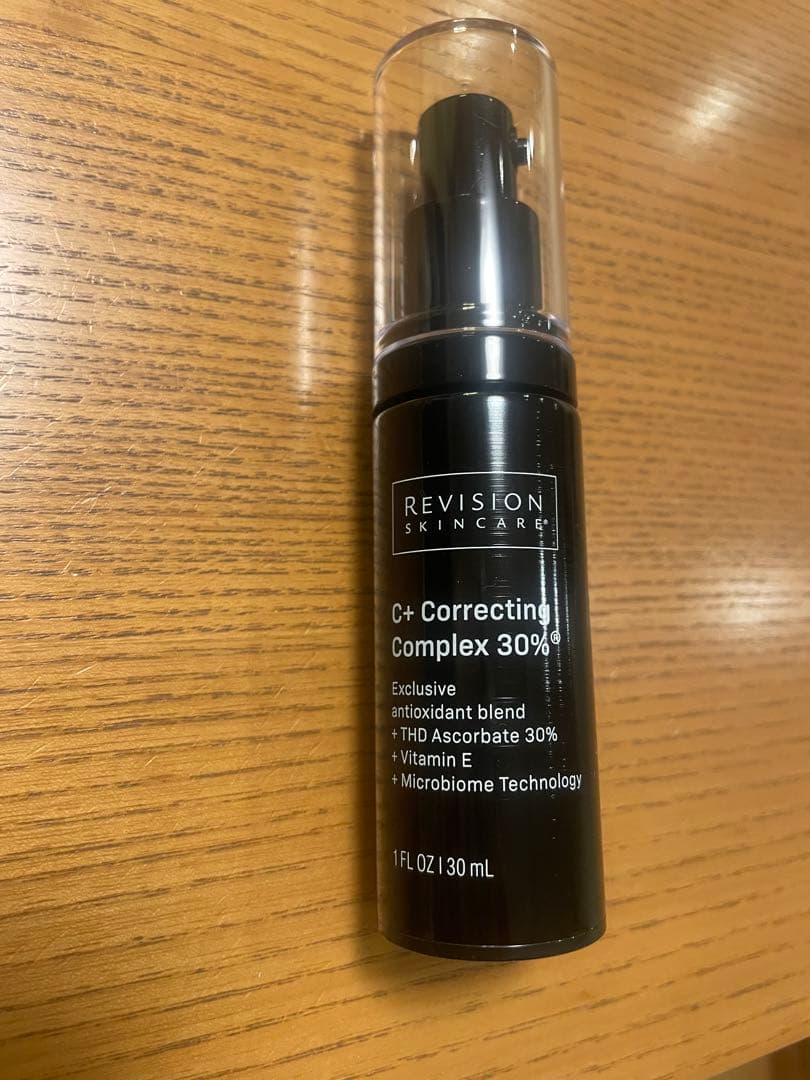 REVISION
SKINCARE®
C+ Correcting
Complex 30%®
Exclusive
antioxidant blend
+ THD Ascorbate 30%
+ Vitamin E
+ Microbiome Technology
1 FL OZ | 30 mL